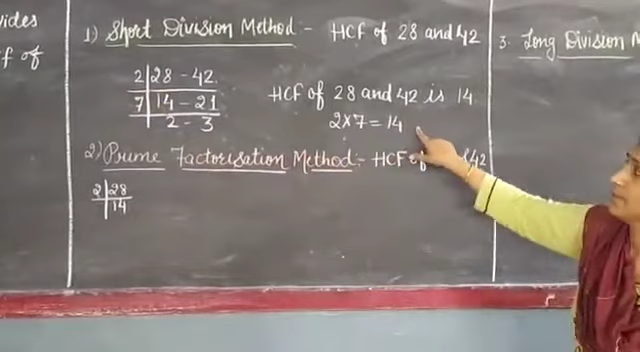 vides
f of
1) Short Division Method :- HCF of 28 and 42
2 | 28 - 42
7 | 14 - 21
2 - 3
HCF of 28 and 42 is 14
2×7=14
2) Prime Factorisation Method :- HCF of 42
2 | 28
14
3. Long Division M